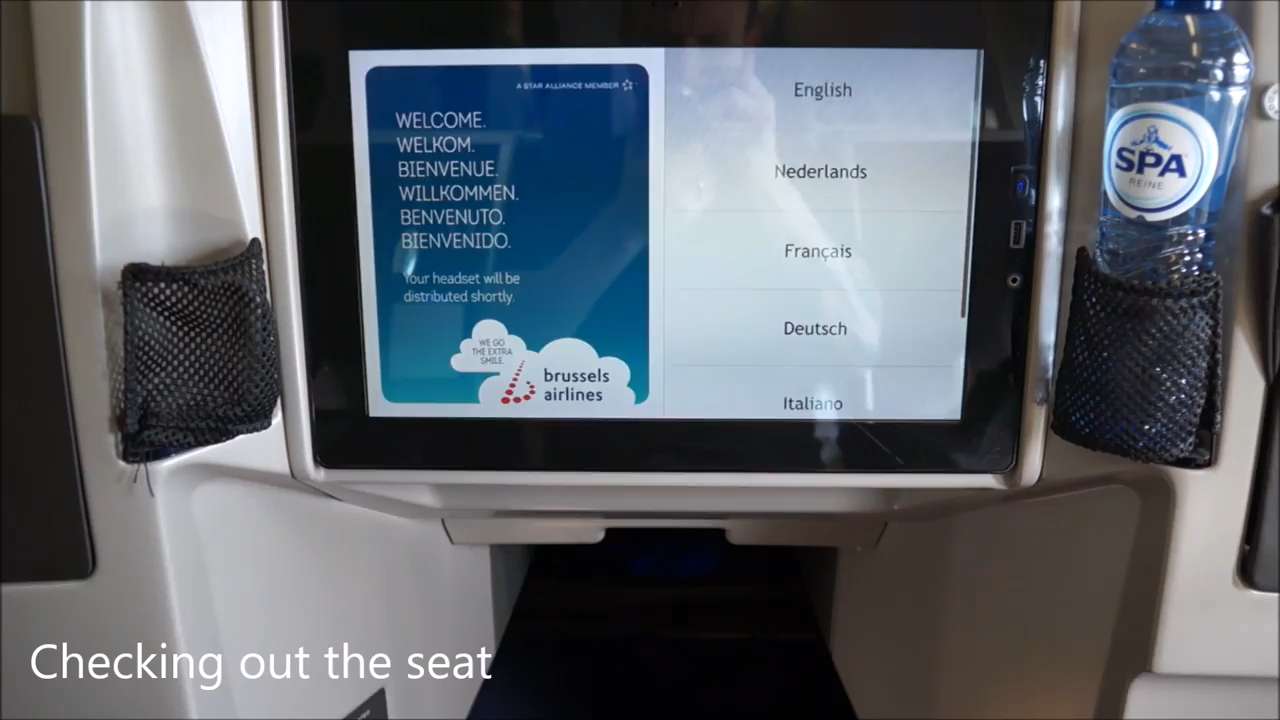 A STAR ALLIANCE MEMBER
WELCOME.
WELKOM.
BIENVENUE.
WILLKOMMEN.
BENVENUTO.
BIENVENIDO.
Your headset will be
distributed shortly.
WE GO
THE EXTRA
SMILE
brussels
airlines
English
Nederlands
Français
Deutsch
Italiano
SPA
REINE
Checking out the seat